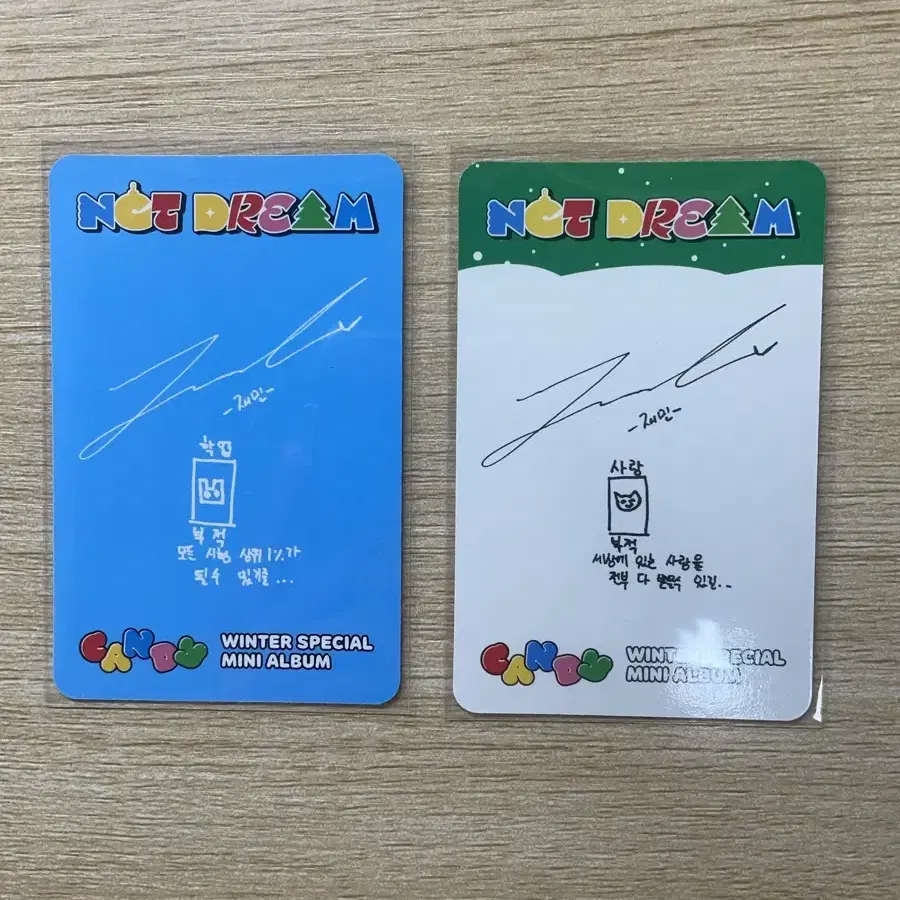 NCT DREAM
-재민-
학업
부적
모든 시험 상위 1%가
될 수 있기를...
CANDY
WINTER SPECIAL
MINI ALBUM
NCT DREAM
-재민-
사랑
부적
세상에 있는 사랑을
전부 다 받을 수 있길...
CANDY
WINTER SPECIAL
MINI ALBUM